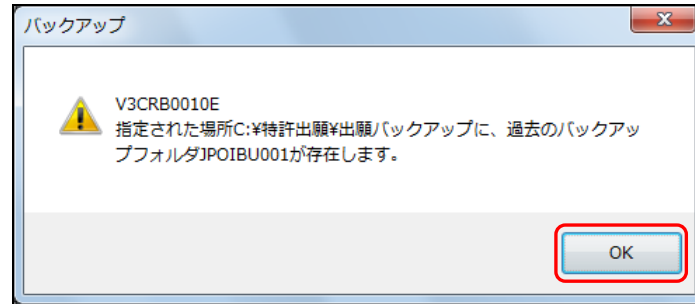 バックアップ
V3CRB0010E
指定された場所C:¥特許出願¥出願バックアップに、過去のバックアッ
プフォルダJPOIBU001が存在します。
OK